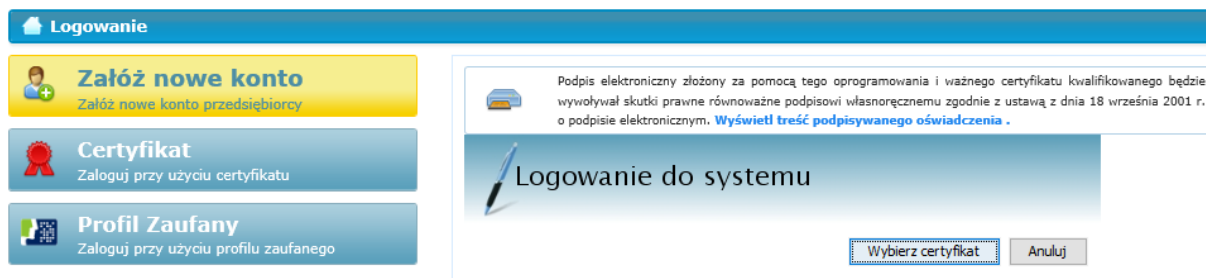 Logowanie
Załóż nowe konto
Załóż nowe konto przedsiębiorcy
Certyfikat
Zaloguj przy użyciu certyfikatu
Profil Zaufany
Zaloguj przy użyciu profilu zaufanego
Podpis elektroniczny złożony za pomocą tego oprogramowania i ważnego certyfikatu kwalifikowanego będzie
wywoływał skutki prawne równoważne podpisowi własnoręcznemu zgodnie z ustawą z dnia 18 września 2001 r.
o podpisie elektronicznym. Wyświetl treść podpisywanego oświadczenia .
Logowanie do systemu
Wybierz certyfikat Anuluj